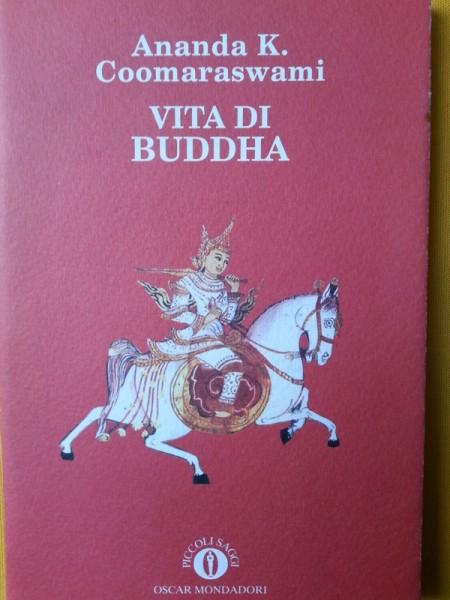 Ananda K.
Coomaraswami
VITA DI
BUDDHA
PICCOLI SAGGI
OSCAR MONDADORI